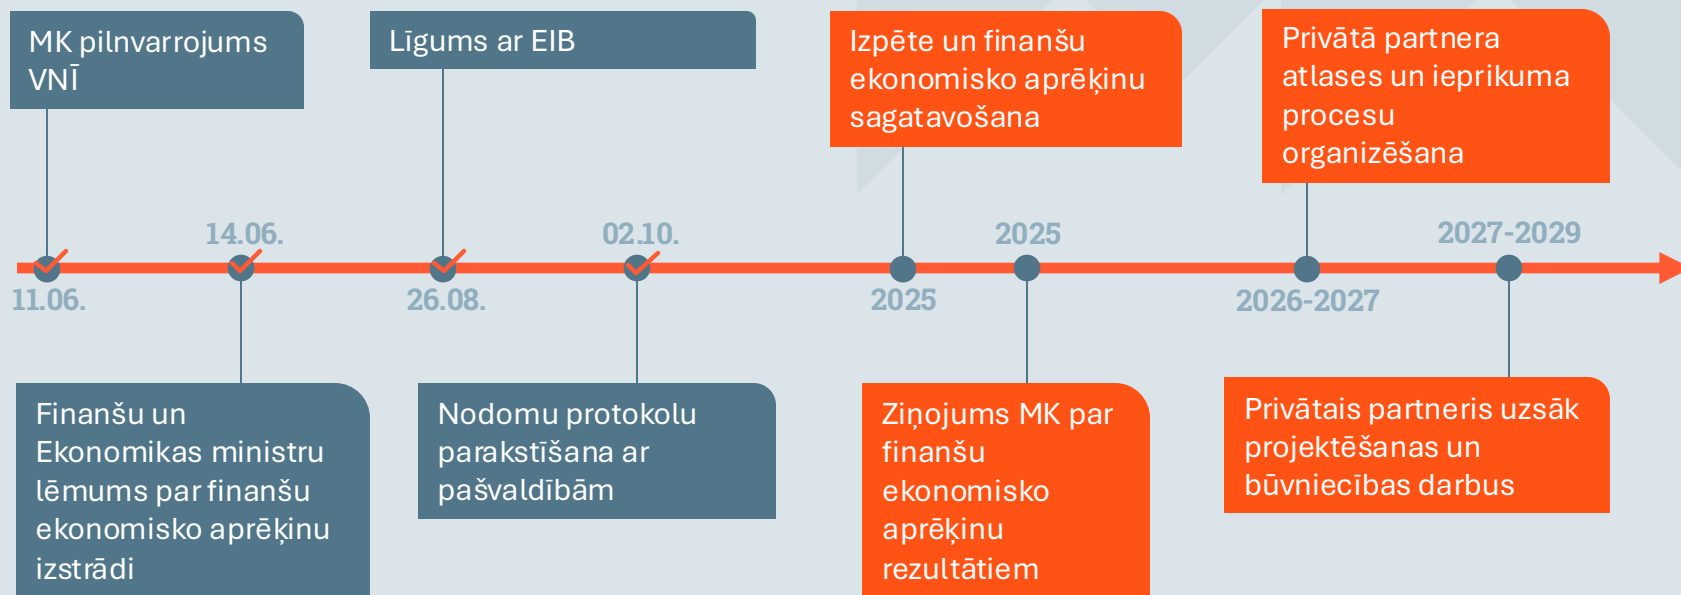 MK pilnvarrojums
VNĪ
Līgums ar EIB
Izpēte un finanšu
ekonomisko aprēķinu
sagatavošana
Privātā partnera
atlases un ieprikuma
procesu
organizēšana
14.06.
02.10.
2025
2027-2029
11.06.
26.08.
2025
2026-2027
Finanšu un
Ekonomikas ministru
lēmums par finanšu
ekonomisko aprēķinu
izstrādi
Nodomu protokolu
parakstīšana ar
pašvaldībām
Ziņojums MK par
finanšu
ekonomisko
aprēķinu
rezultātiem
Privātais partneris uzsāk
projektēšanas un
būvniecības darbus